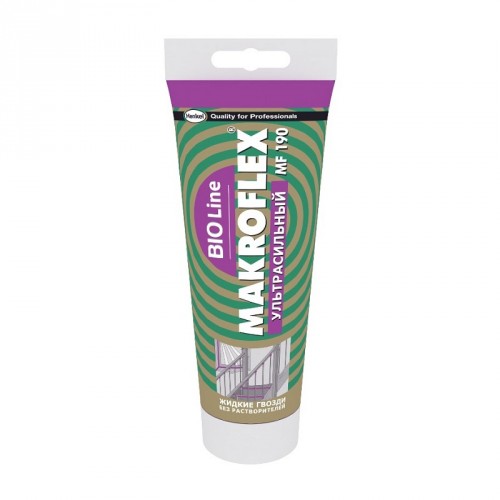 Henkel Quality for Professionals
BIO Line
MAKROFLEX®
УЛЬТРАСИЛЬНЫЙ MF 190
ЖИДКИЕ ГВОЗДИ
БЕЗ РАСТВОРИТЕЛЕЙ